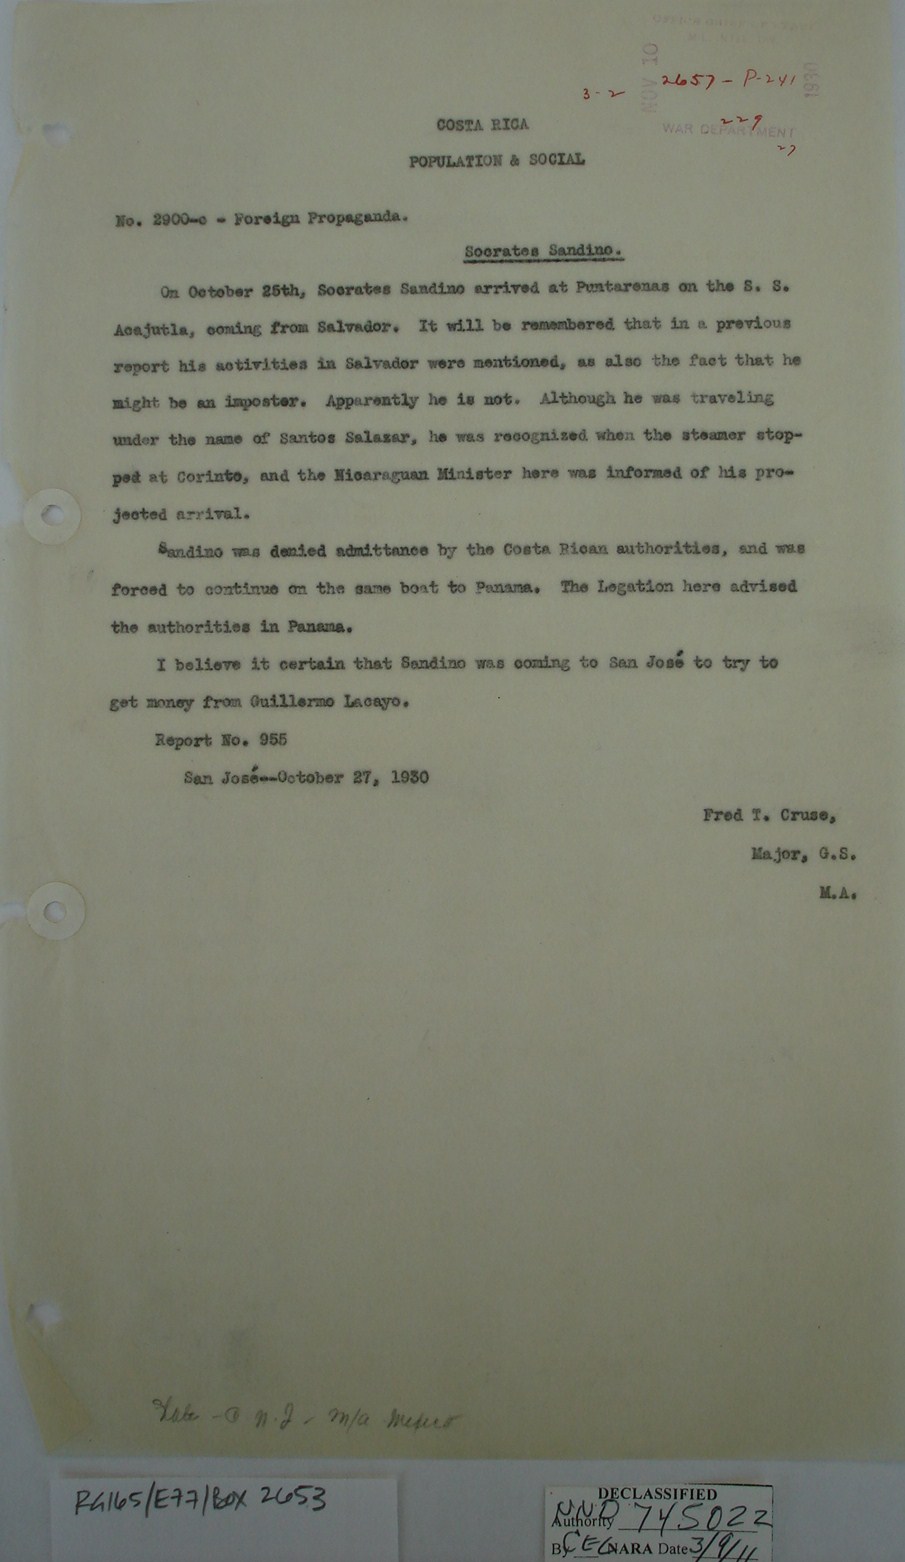 NOV 10 1930
3-2 2657-P-241
WAR DEPARTMENT
229
27
COSTA RICA
POPULATION & SOCIAL
No. 2900-c - Foreign Propaganda.
Socrates Sandino.
On October 25th, Socrates Sandino arrived at Puntarenas on the S. S.
Acajutla, coming from Salvador. It will be remembered that in a previous
report his activities in Salvador were mentioned, as also the fact that he
might be an imposter. Apparently he is not. Although he was traveling
under the name of Santos Salazar, he was recognized when the steamer stop-
ped at Corinto, and the Nicaraguan Minister here was informed of his pro-
jected arrival.
Sandino was denied admittance by the Costa Rican authorities, and was
forced to continue on the same boat to Panama. The Legation here advised
the authorities in Panama.
I believe it certain that Sandino was coming to San José to try to
get money from Guillermo Lacayo.
Report No. 955
San José--October 27, 1930
Fred T. Cruse,
Major, G.S.
M.A.
N.I - M/A Mexico
RG165/E77/BOX 2653
DECLASSIFIED
Authority NND 745022
By CEC NARA Date 3/9/11